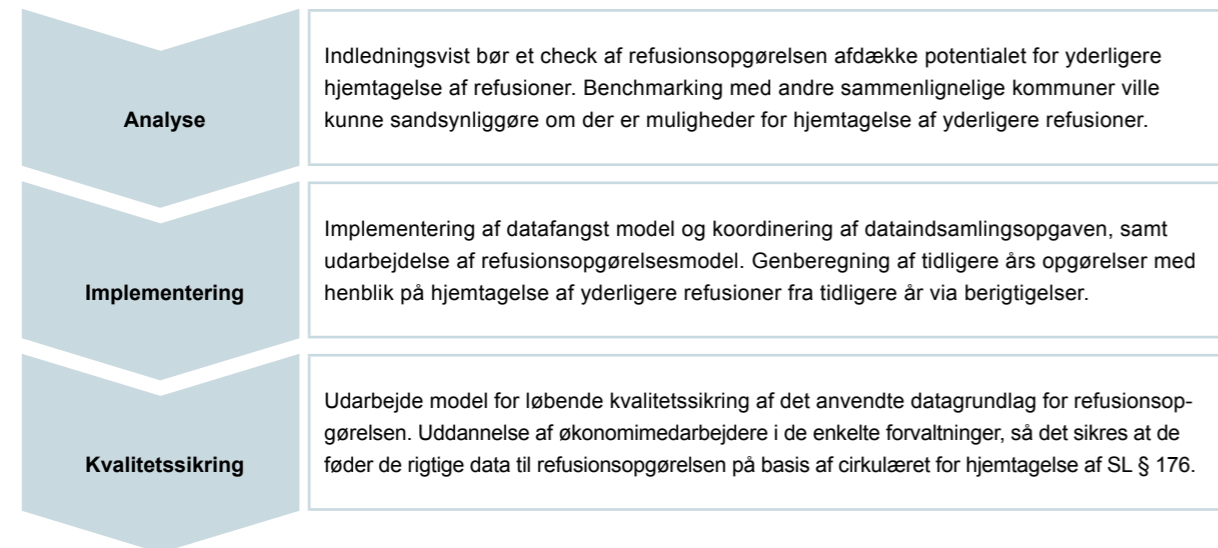 Analyse
Indledningsvist bør et check af refusionsopgørelsen afdække potentialet for yderligere
hjemtagelse af refusioner. Benchmarking med andre sammenlignelige kommuner ville
kunne sandsynliggøre om der er muligheder for hjemtagelse af yderligere refusioner.
Implementering
Implementering af datafangst model og koordinering af dataindsamlingsopgaven, samt
udarbejdelse af refusionsopgørelsesmodel. Genberegning af tidligere års opgørelser med
henblik på hjemtagelse af yderligere refusioner fra tidligere år via berigtigelser.
Kvalitetssikring
Udarbejde model for løbende kvalitetssikring af det anvendte datagrundlag for refusionsop-
gørelsen. Uddannelse af økonomimedarbejdere i de enkelte forvaltninger, så det sikres at de
føder de rigtige data til refusionsopgørelsen på basis af cirkulæret for hjemtagelse af SL § 176.